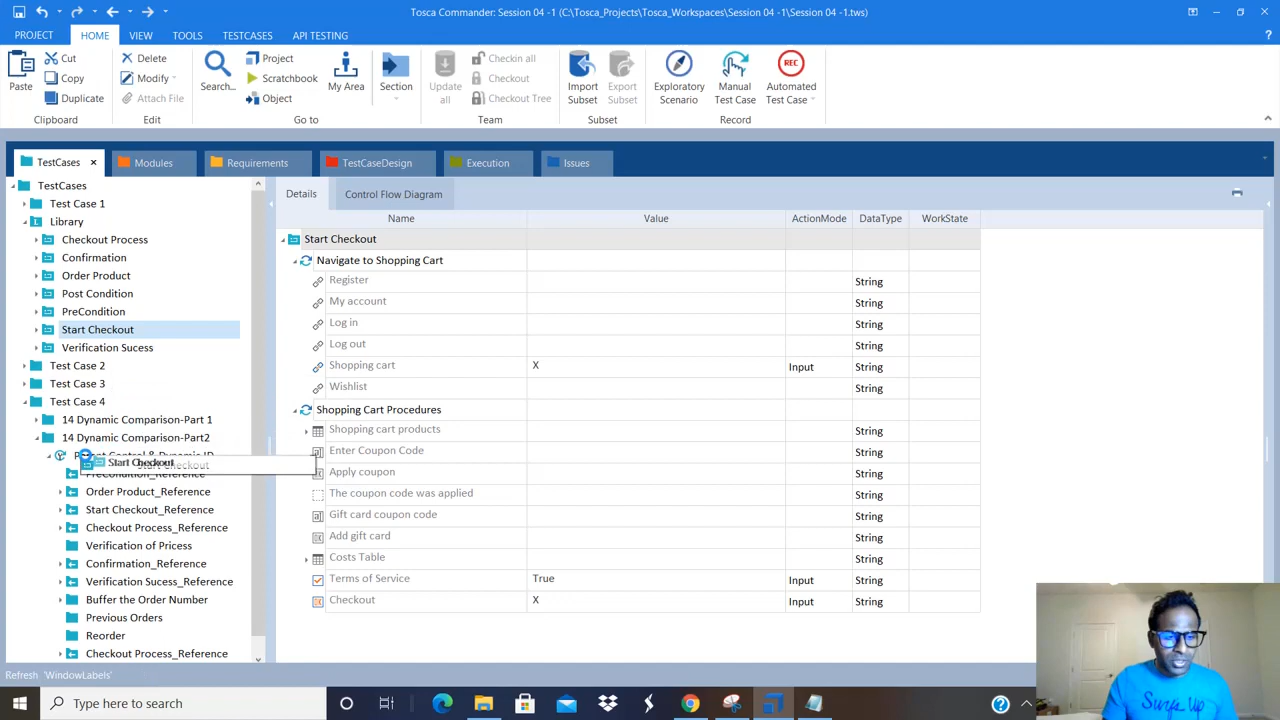 Tosca Commander: Session 04 -1 (C:\Tosca_Projects\Tosca_Workspaces\Session 04 -1\Session 04 -1.tws)
PROJECT HOME VIEW TOOLS TESTCASES API TESTING
Paste Cut Copy Duplicate
Delete Modify Attach File
Search... Project Scratchbook Object My Area
Section
Update all Checkin all Checkout Checkout Tree
Import Subset Export Subset
Exploratory Scenario Manual Test Case REC Automated Test Case
Clipboard Edit Go to Team Subset Record
TestCases Modules Requirements TestCaseDesign Execution Issues
TestCases
Test Case 1
Library
Checkout Process
Confirmation
Order Product
Post Condition
PreCondition
Start Checkout
Verification Sucess
Test Case 2
Test Case 3
Test Case 4
14 Dynamic Comparison-Part 1
14 Dynamic Comparison-Part2
Start Checkout
Order Product_Reference
Start Checkout_Reference
Checkout Process_Reference
Verification of Pricess
Confirmation_Reference
Verification Sucess_Reference
Buffer the Order Number
Previous Orders
Reorder
Checkout Process_Reference
Details Control Flow Diagram
Name Value ActionMode DataType WorkState
Start Checkout
Navigate to Shopping Cart
Register String
My account String
Log in String
Log out String
Shopping cart X Input String
Wishlist String
Shopping Cart Procedures
Shopping cart products String
Enter Coupon Code String
Apply coupon String
The coupon code was applied String
Gift card coupon code String
Add gift card String
Costs Table String
Terms of Service True Input String
Checkout X Input String
Refresh 'WindowLabels'
Type here to search